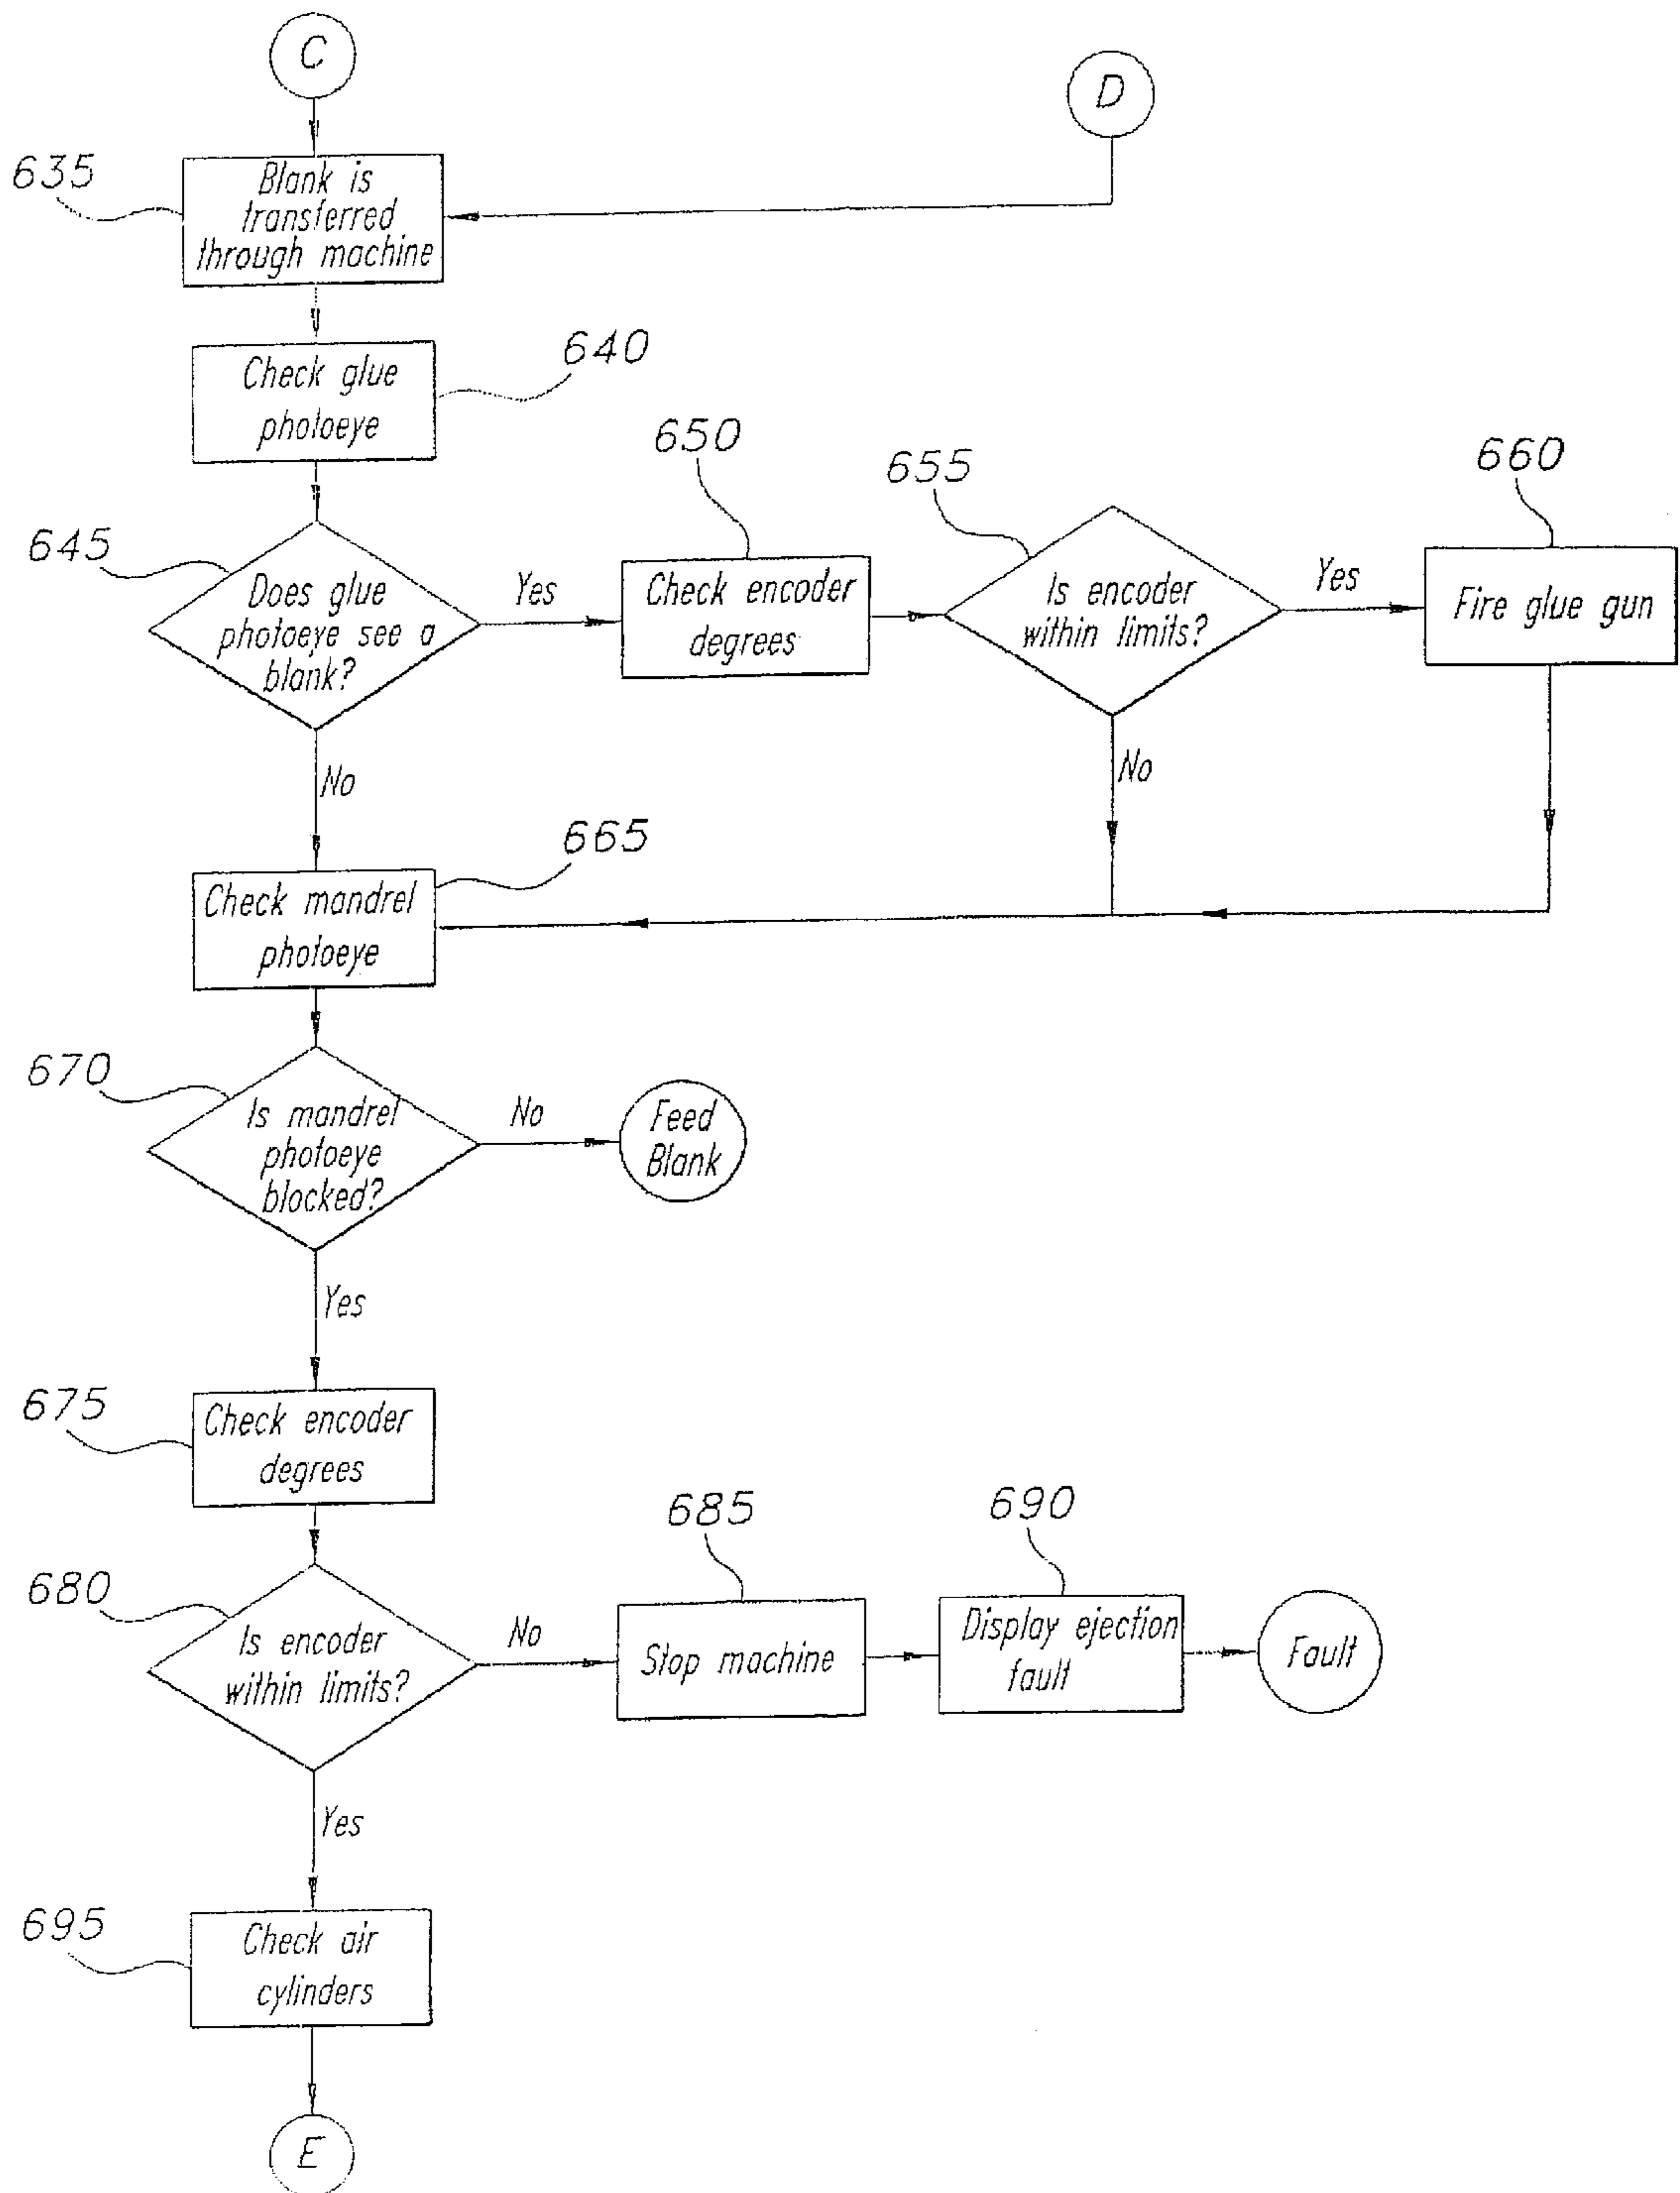 C
D
635
Blank is
transferred
through machine
640
Check glue
photoeye
645
Does glue
photoeye see a
blank?
Yes
650
Check encoder
degrees
655
Is encoder
within limits?
Yes
660
Fire glue gun
No
No
665
Check mandrel
photoeye
670
Is mandrel
photoeye
blocked?
No
Feed
Blank
Yes
675
Check encoder
degrees
680
Is encoder
within limits?
No
685
Stop machine
690
Display ejection
fault
Fault
Yes
695
Check air
cylinders
E